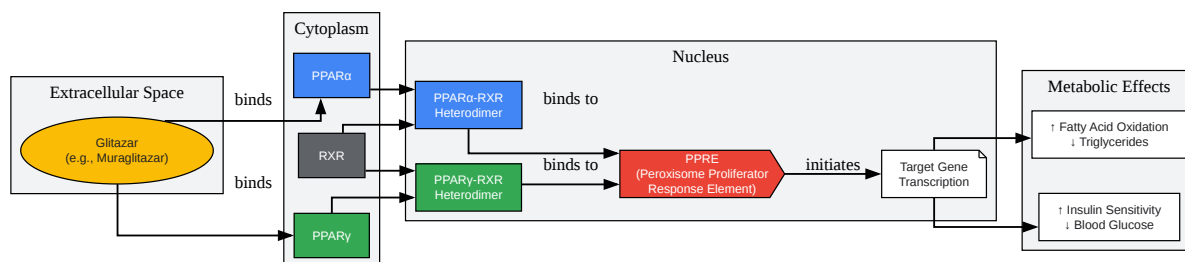 Cytoplasm
Nucleus
Extracellular Space
Metabolic Effects
binds
PPARα
PPARα-RXR
Heterodimer
binds to
Glitazar
(e.g., Muraglitazar)
RXR
binds
PPARγ-RXR
Heterodimer
binds to
PPRE
(Peroxisome Proliferator
Response Element)
initiates
Target Gene
Transcription
↑ Fatty Acid Oxidation
↓ Triglycerides
PPARγ
↑ Insulin Sensitivity
↓ Blood Glucose